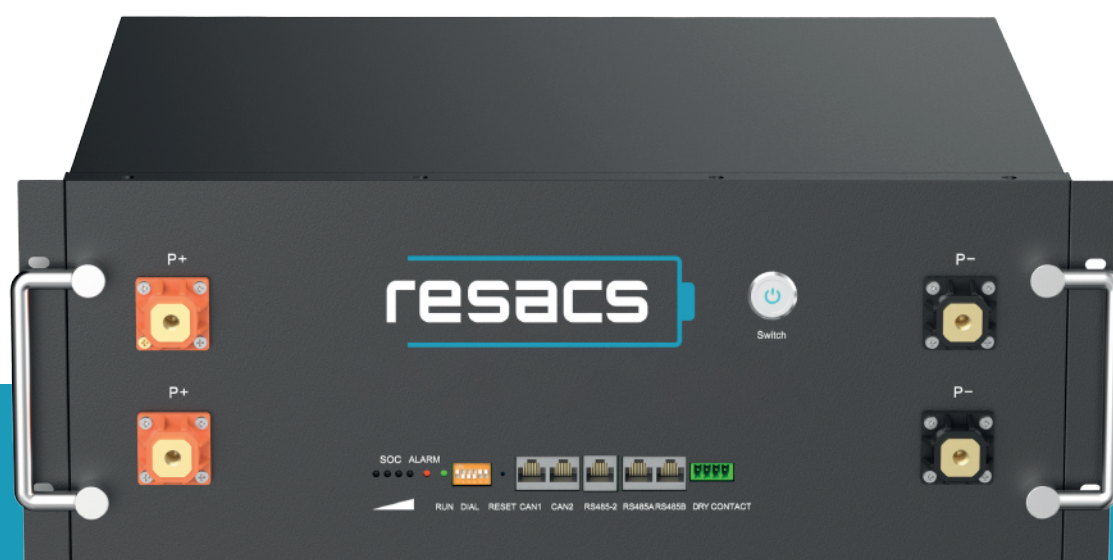 P+
resacs
P-
Switch
P+
P-
SOC ALARM
RUN DIAL RESET CAN1 CAN2 RS485-2 RS485A RS485B DRY CONTACT